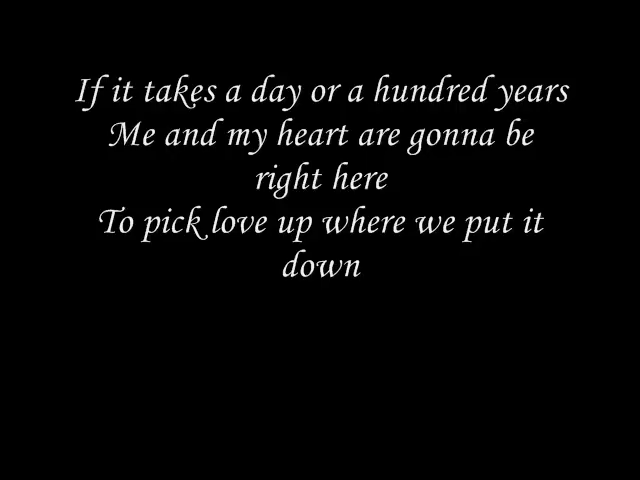 If it takes a day or a hundred years
Me and my heart are gonna be
right here
To pick love up where we put it
down